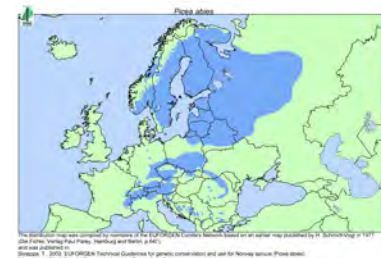 Picea abies
This distribution map was compiled by members of the EUFORGEN Conifers Network based on an earlier map published by H. Schmidt-Vogt in 1977
(Die Fichte, Verlag Paul Parey, Hamburg and Berlin, p.647)
and was published in:
Skrøppa, T. 2003. EUFORGEN Technical Guidelines for genetic conservation and use for Norway spruce (Picea abies).